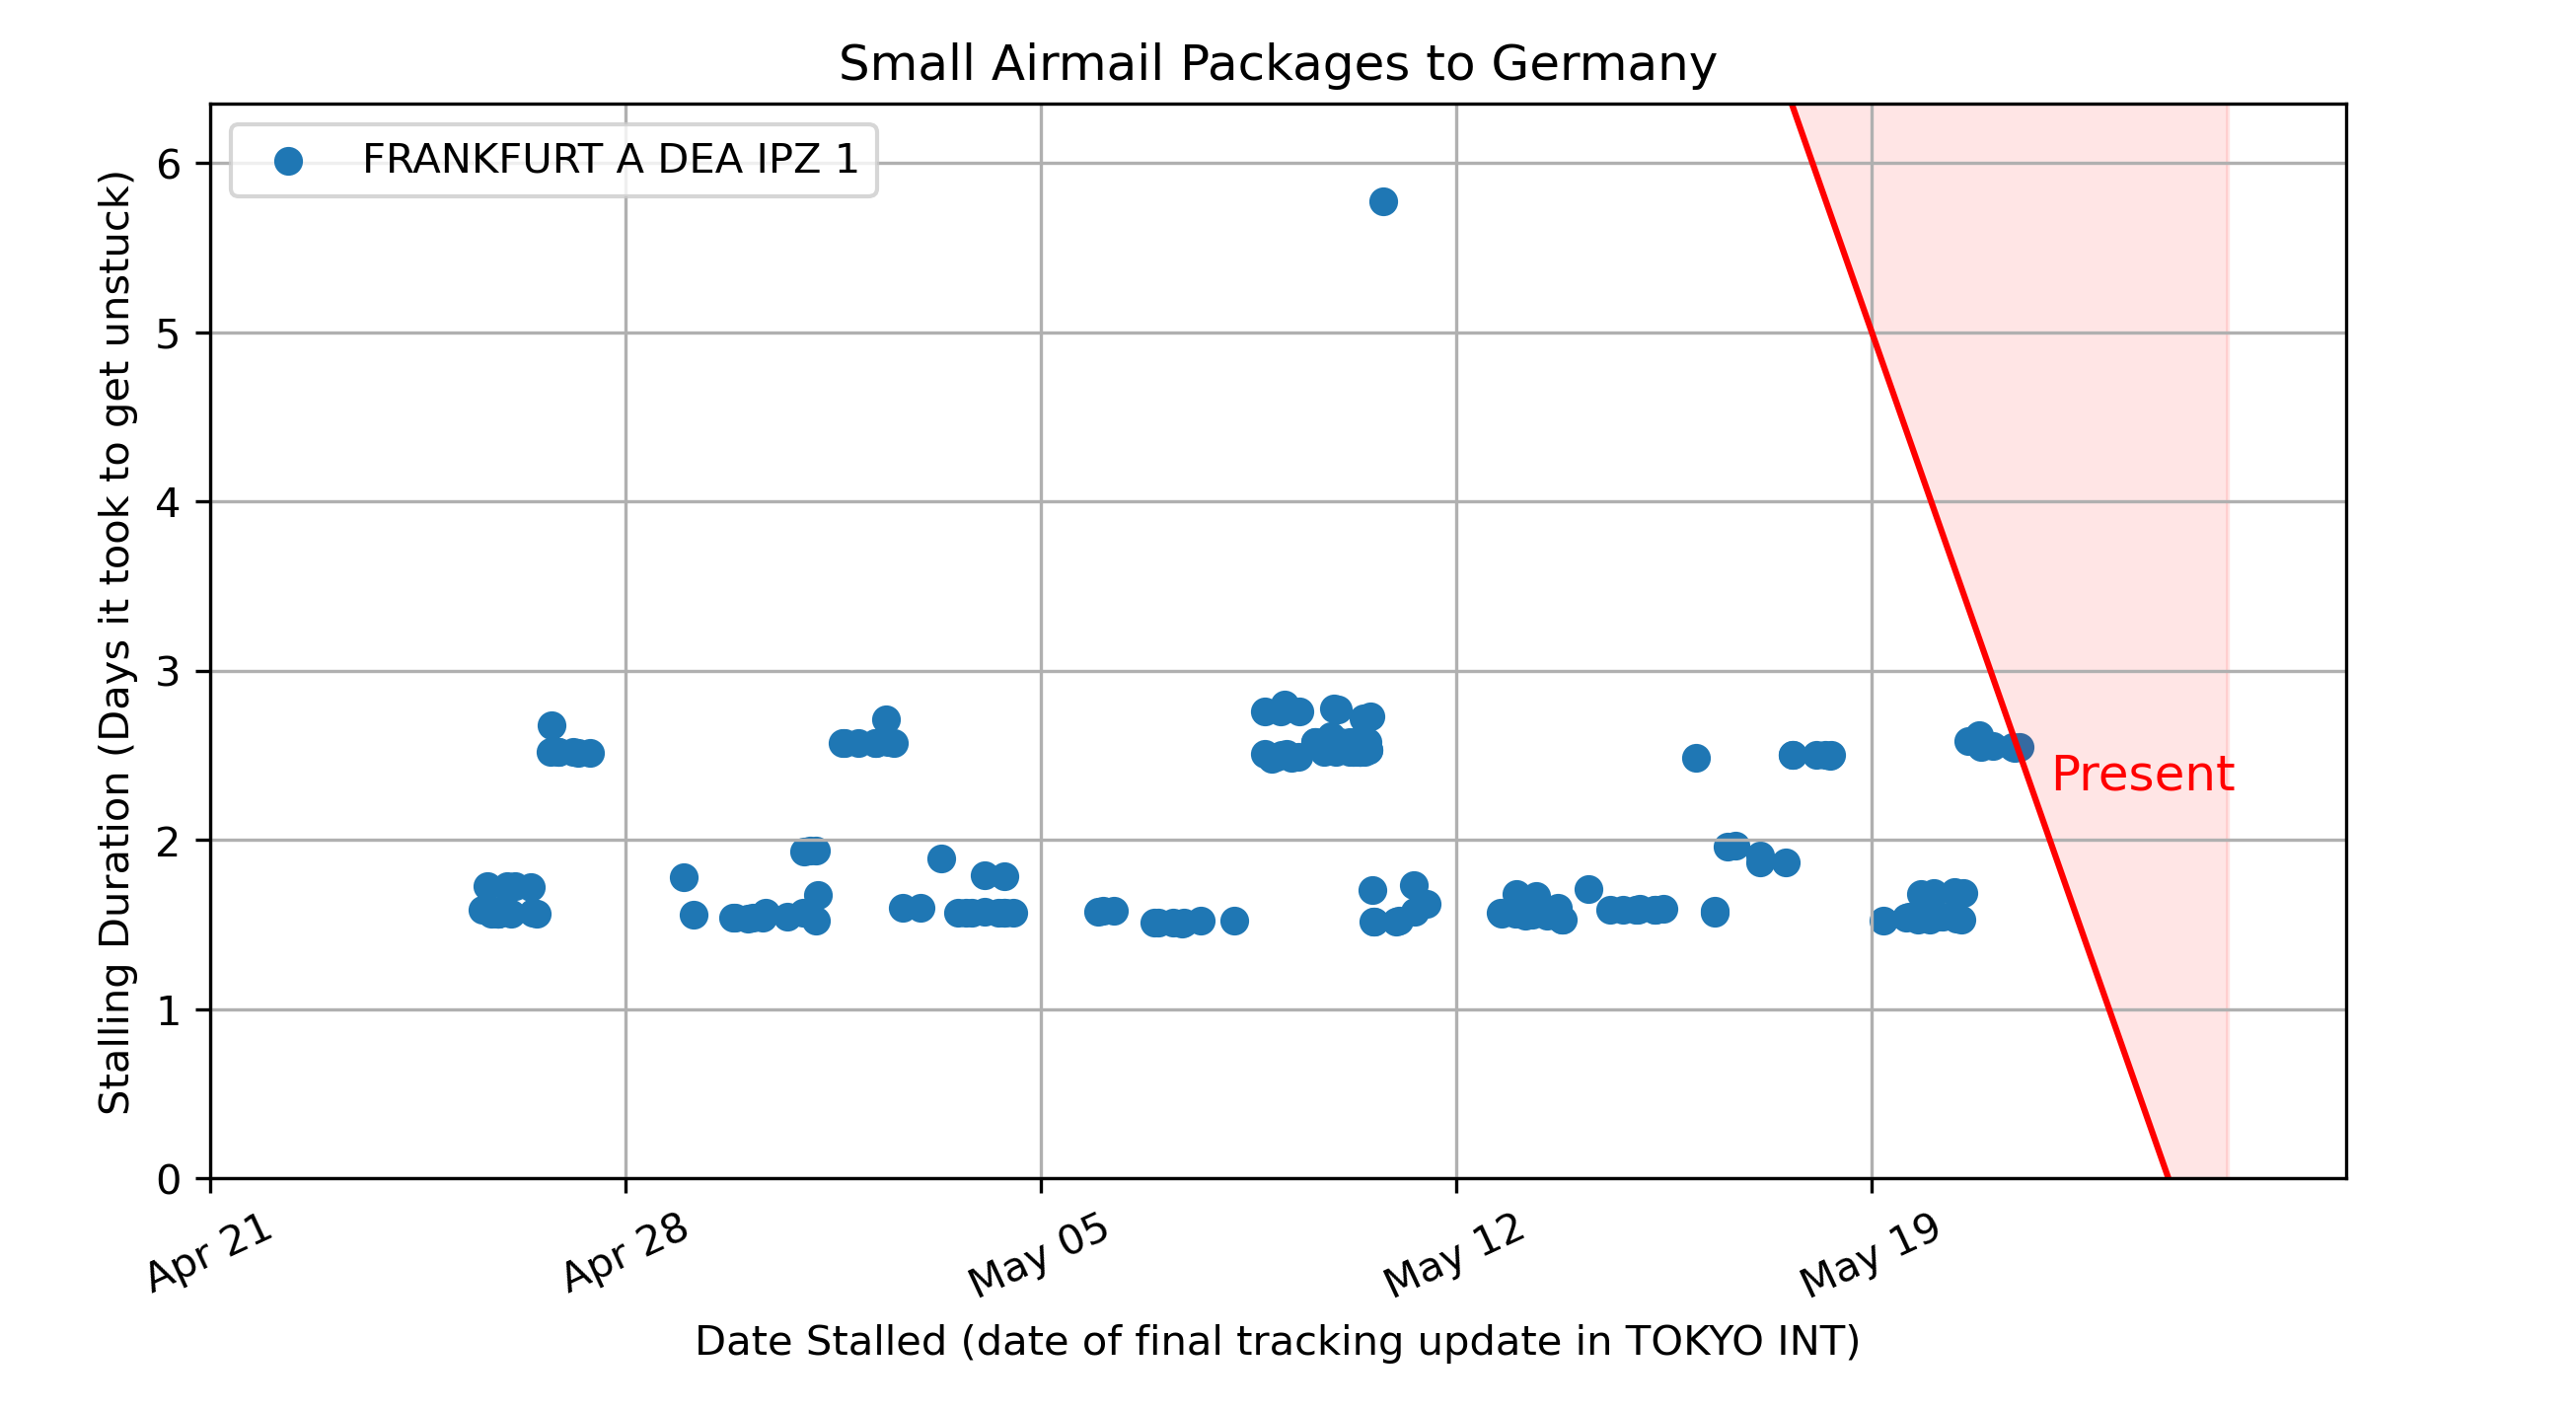 Small Airmail Packages to Germany
FRANKFURT A DEA IPZ 1
Stalling Duration (Days it took to get unstuck)
6
5
4
3
2
1
0
Present
Apr 21
Apr 28
May 05
May 12
May 19
Date Stalled (date of final tracking update in TOKYO INT)